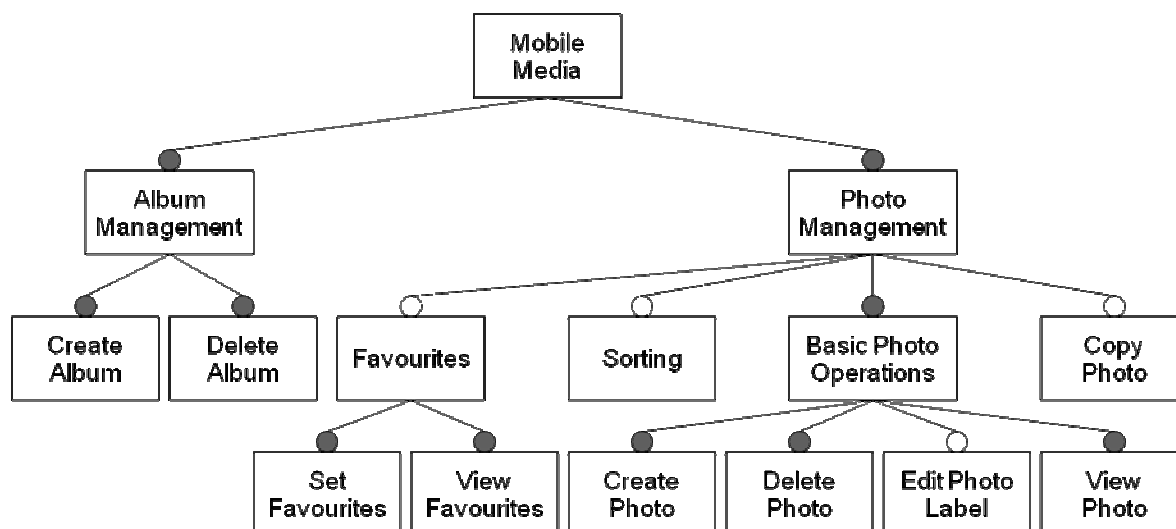 Mobile
Media
Album
Management
Photo
Management
Create
Album
Delete
Album
Favourites
Sorting
Basic Photo
Operations
Copy
Photo
Set
Favourites
View
Favourites
Create
Photo
Delete
Photo
Edit Photo
Label
View
Photo